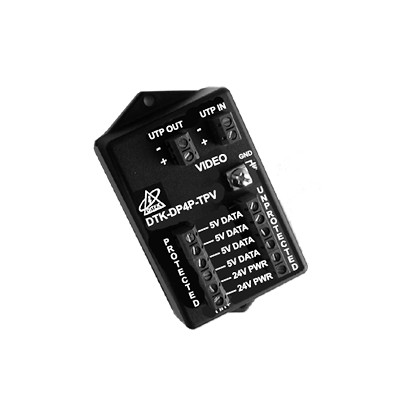 UTP OUT
UTP IN
-
+
-
+
VIDEO
GND
DTK-DP4P-TPV
PROTECTED
UNPROTECTED
5V DATA
5V DATA
5V DATA
5V DATA
24V PWR
24V PWR